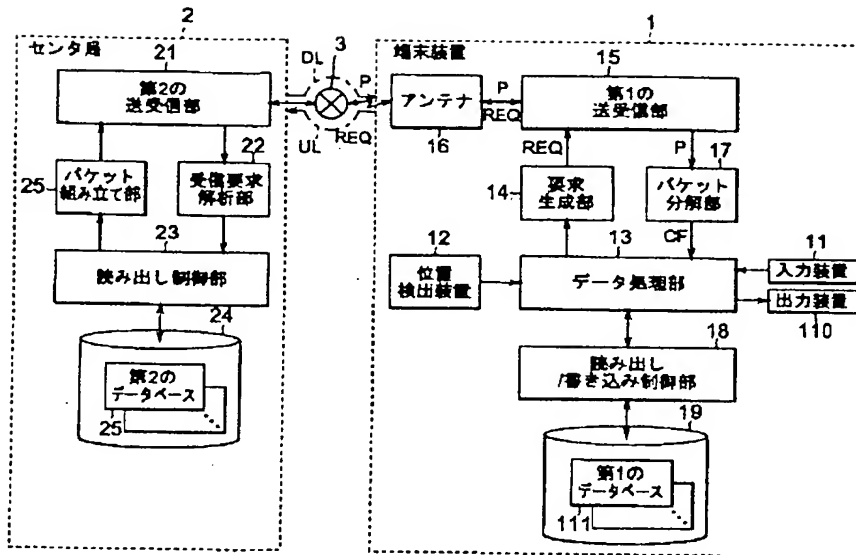 2
センタ局
21
第2の
送受信部
パケット
組み立て部
25
22
受信要求
解析部
23
読み出し制御部
24
第2の
データベース
25
DL
3
P
UL
REQ
1
端末装置
アンテナ
16
P
REQ
15
第1の
送受信部
REQ
P
14
要求
生成部
17
パケット
分解部
CF
12
位置
検出装置
13
データ処理部
11
入力装置
出力装置
110
18
読み出し
/書き込み制御部
19
第1の
データベース
111